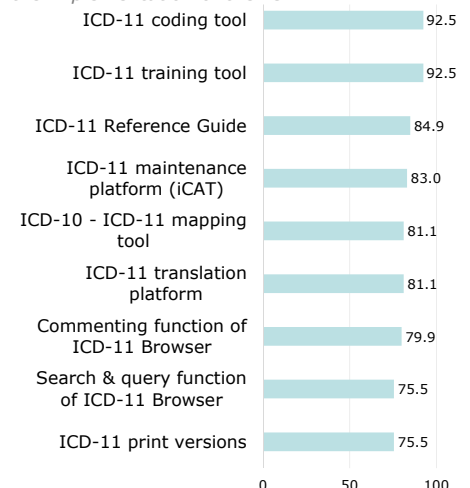 ICD-11 coding tool
92.5
ICD-11 training tool
92.5
ICD-11 Reference Guide
84.9
ICD-11 maintenance
platform (iCAT)
83.0
ICD-10 - ICD-11 mapping
tool
81.1
ICD-11 translation
platform
81.1
Commenting function of
ICD-11 Browser
79.9
Search & query function
of ICD-11 Browser
75.5
ICD-11 print versions
75.5
0 50 100